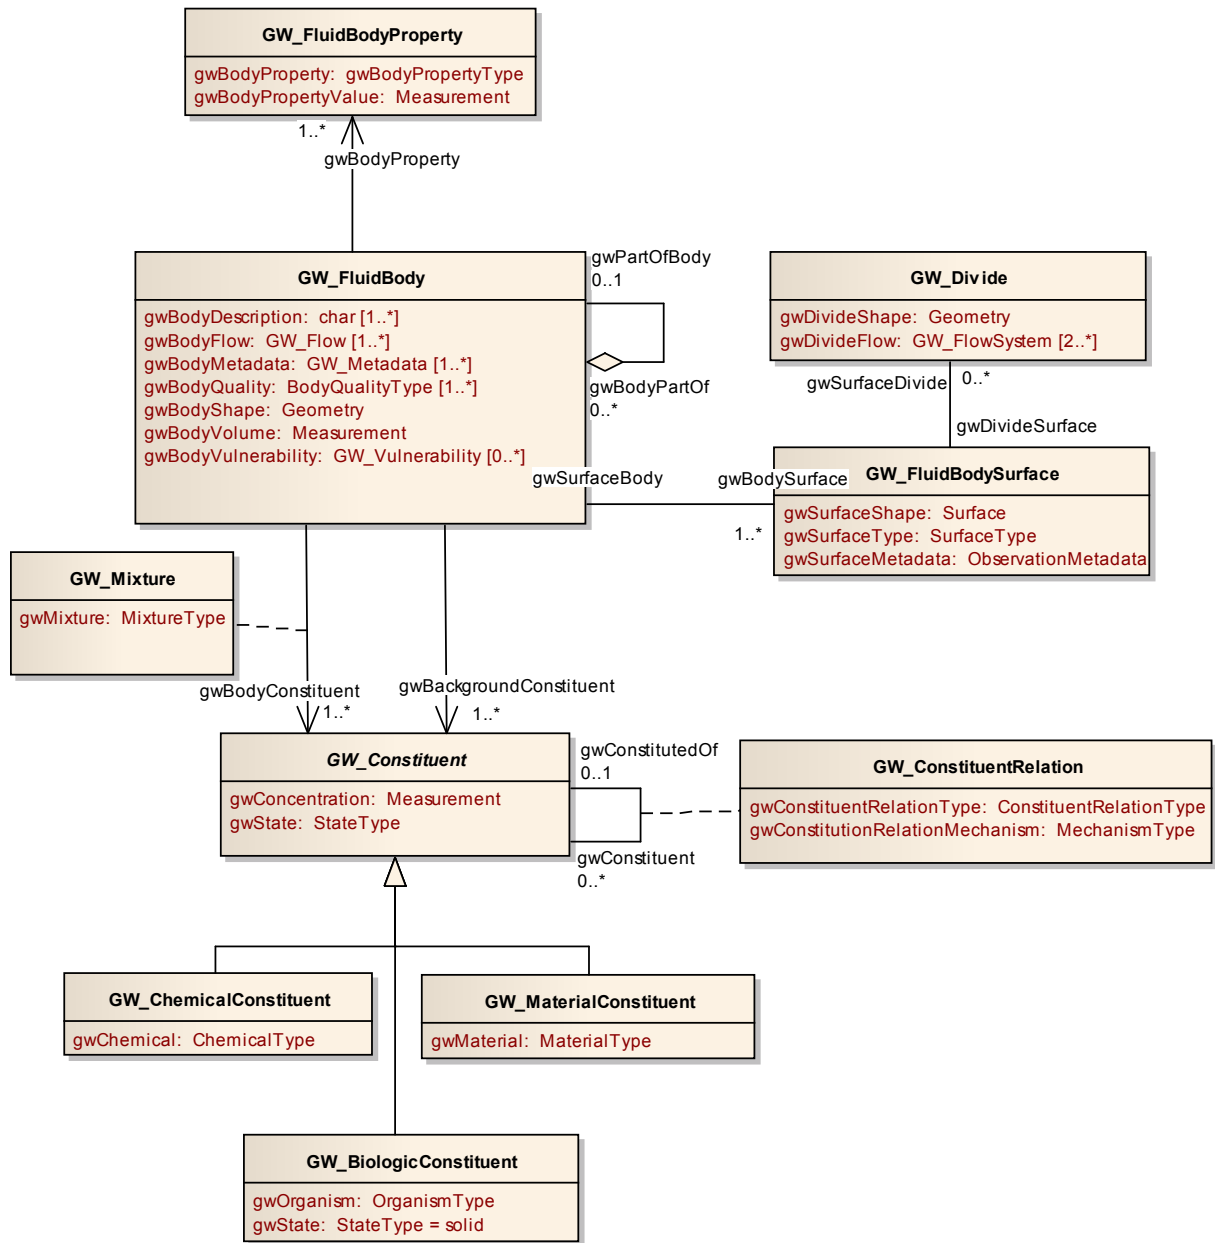 GW_FluidBodyProperty
gwBodyProperty: gwBodyPropertyType
gwBodyPropertyValue: Measurement
1..*
gwBodyProperty
GW_FluidBody
gwBodyDescription: char [1..*]
gwBodyFlow: GW_Flow [1..*]
gwBodyMetadata: GW_Metadata [1..*]
gwBodyQuality: BodyQualityType [1..*]
gwBodyShape: Geometry
gwBodyVolume: Measurement
gwBodyVulnerability: GW_Vulnerability [0..*]
gwPartOfBody
0..1
gwBodyPartOf
0..*
GW_Divide
gwDivideShape: Geometry
gwDivideFlow: GW_FlowSystem [2..*]
gwSurfaceDivide
0..*
gwDivideSurface
gwSurfaceBody
gwBodySurface
1..*
GW_FluidBodySurface
gwSurfaceShape: Surface
gwSurfaceType: SurfaceType
gwSurfaceMetadata: ObservationMetadata
GW_Mixture
gwMixture: MixtureType
gwBodyConstituent
1..*
gwBackgroundConstituent
1..*
GW_Constituent
gwConcentration: Measurement
gwState: StateType
gwConstitutedOf
0..1
gwConstituent
0..*
GW_ConstituentRelation
gwConstituentRelationType: ConstituentRelationType
gwConstitutionRelationMechanism: MechanismType
GW_ChemicalConstituent
gwChemical: ChemicalType
GW_MaterialConstituent
gwMaterial: MaterialType
GW_BiologicConstituent
gwOrganism: OrganismType
gwState: StateType = solid